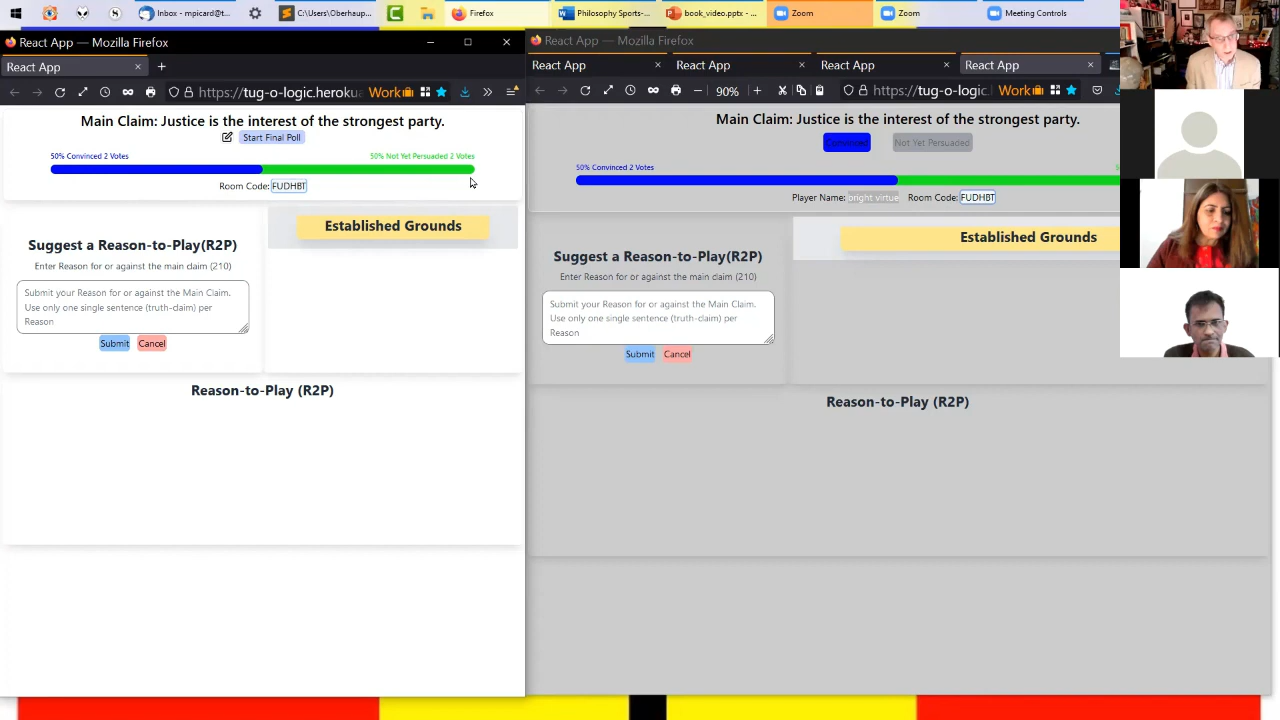 Inbox - mpicard@t...
C:\Users\Oberhaup...
Firefox
Philosophy Sports-...
book_video.pptx - ...
Zoom
Zoom
Meeting Controls
React App — Mozilla Firefox
React App
https://tug-o-logic.heroku
Work
Main Claim: Justice is the interest of the strongest party.
Start Final Poll
50% Convinced 2 Votes
50% Not Yet Persuaded 2 Votes
Room Code: FUDHBT
Suggest a Reason-to-Play(R2P)
Enter Reason for or against the main claim (210)
Submit your Reason for or against the Main Claim.
Use only one single sentence (truth-claim) per
Reason
Submit
Cancel
Established Grounds
Reason-to-Play (R2P)
React App — Mozilla Firefox
React App
React App
React App
React App
90%
https://tug-o-logic.
Work
Main Claim: Justice is the interest of the strongest party.
Convinced
Not Yet Persuaded
50% Convinced 2 Votes
Player Name: bright virtue Room Code: FUDHBT
Suggest a Reason-to-Play(R2P)
Enter Reason for or against the main claim (210)
Submit your Reason for or against the Main Claim.
Use only one single sentence (truth-claim) per
Reason
Submit
Cancel
Established Grounds
Reason-to-Play (R2P)